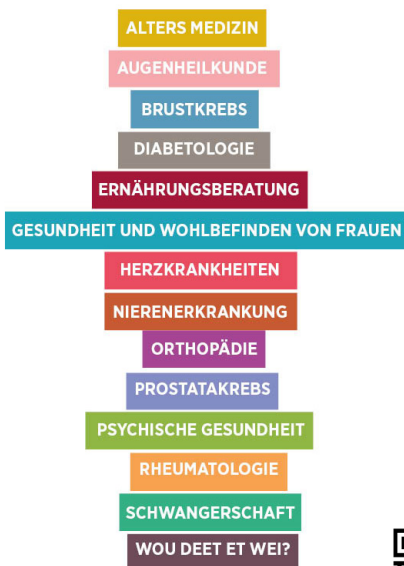 ALTERS MEDIZIN
AUGENHEILKUNDE
BRUSTKREBS
DIABETOLOGIE
ERNÄHRUNGSBERATUNG
GESUNDHEIT UND WOHLBEFINDEN VON FRAUEN
HERZKRANKHEITEN
NIERENERKRANKUNG
ORTHOPÄDIE
PROSTATAKREBS
PSYCHISCHE GESUNDHEIT
RHEUMATOLOGIE
SCHWANGERSCHAFT
WOU DEET ET WEI?